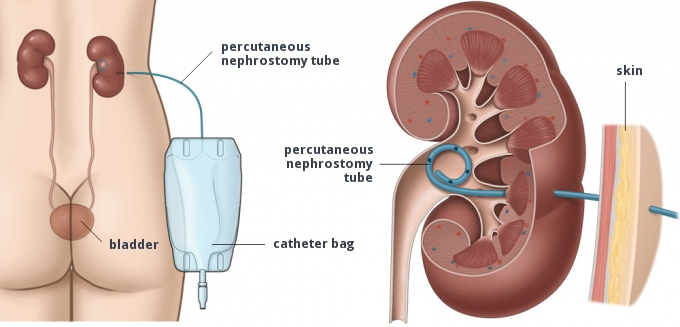 percutaneous
nephrostomy tube
bladder
catheter bag
percutaneous
nephrostomy
tube
skin